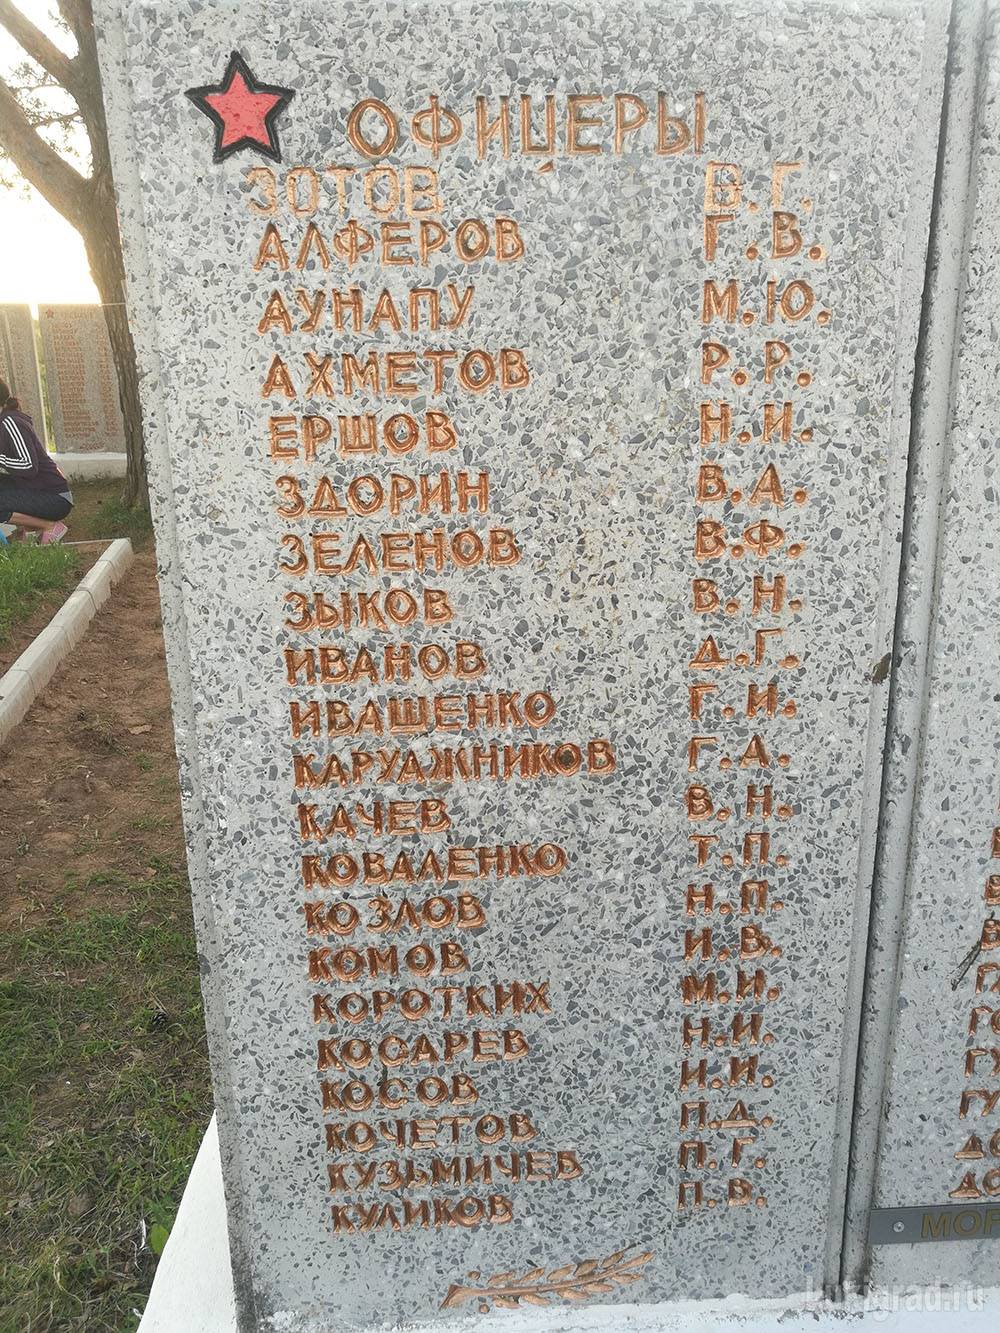 ОФИЦЕРЫ
ЗОТОВ В.Г.
АЛФЕРОВ Г.В.
АУНАПУ М.Ю.
АХМЕТОВ Р.Р.
ЕРШОВ Н.И.
ЗДОРИН В.А.
ЗЕЛЕНОВ В.Ф.
ЗЫКОВ В.Н.
ИВАНОВ Д.Г.
ИВАЩЕНКО Г.И.
КАРУАЖНИКОВ Г.А.
КАЧЕВ В.Н.
КОВАЛЕНКО Т.П.
КОЗЛОВ Н.П.
КОМОВ И.В.
КОРОТКИХ М.И.
КОСАРЕВ Н.И.
КОСОВ И.И.
КОЧЕТОВ П.Д.
КУЗЬМИЧЕВ П.Г.
КУЛИКОВ П.В.